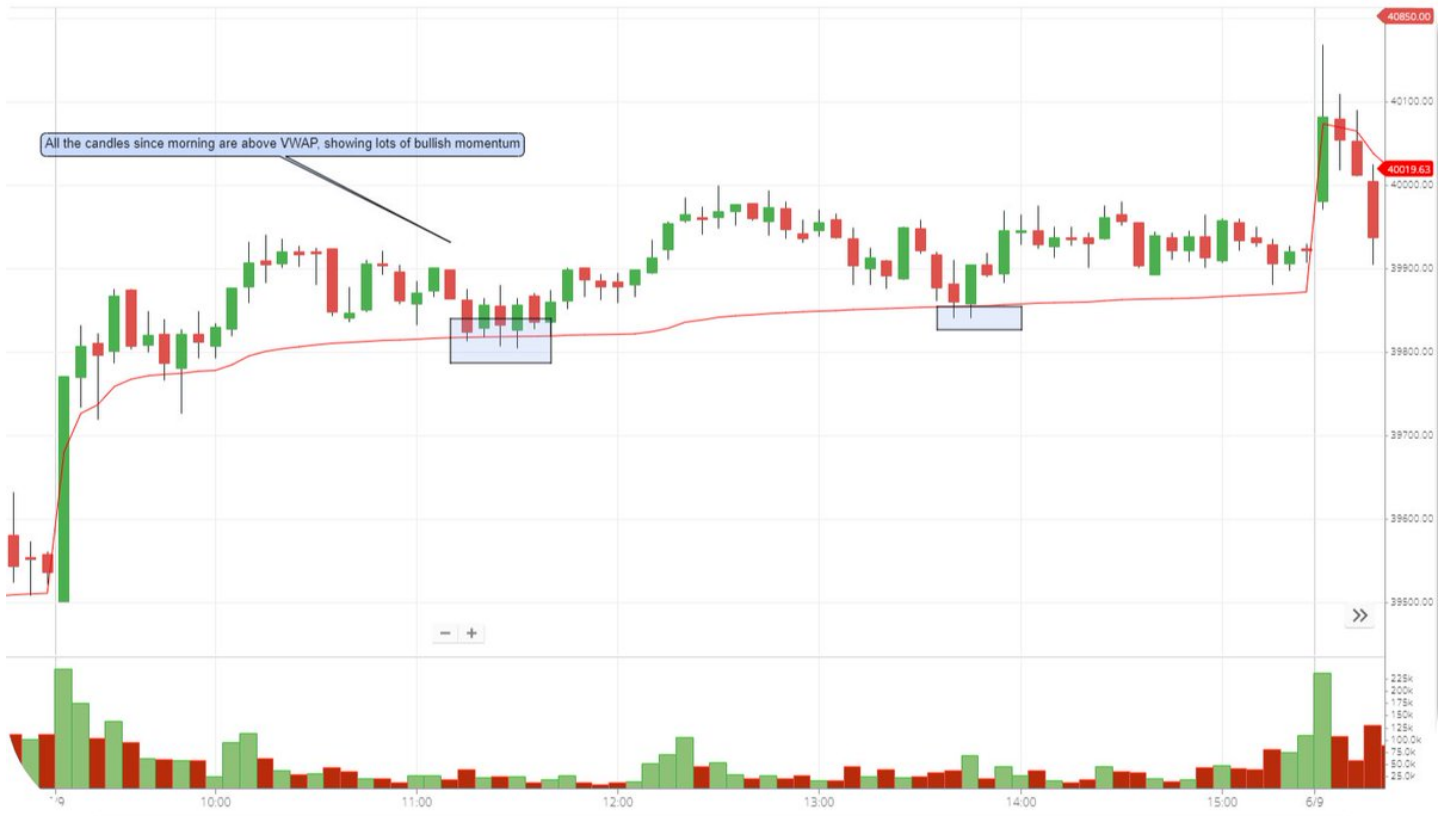 40850.00
All the candles since morning are above VWAP, showing lots of bullish momentum
40100.00
40019.63
40000.00
39900.00
39800.00
39700.00
39600.00
39500.00
− +
»
225k
200k
175k
150k
125k
100.0k
75.0k
50.0k
25.0k
'9 10:00 11:00 12:00 13:00 14:00 15:00 6/9